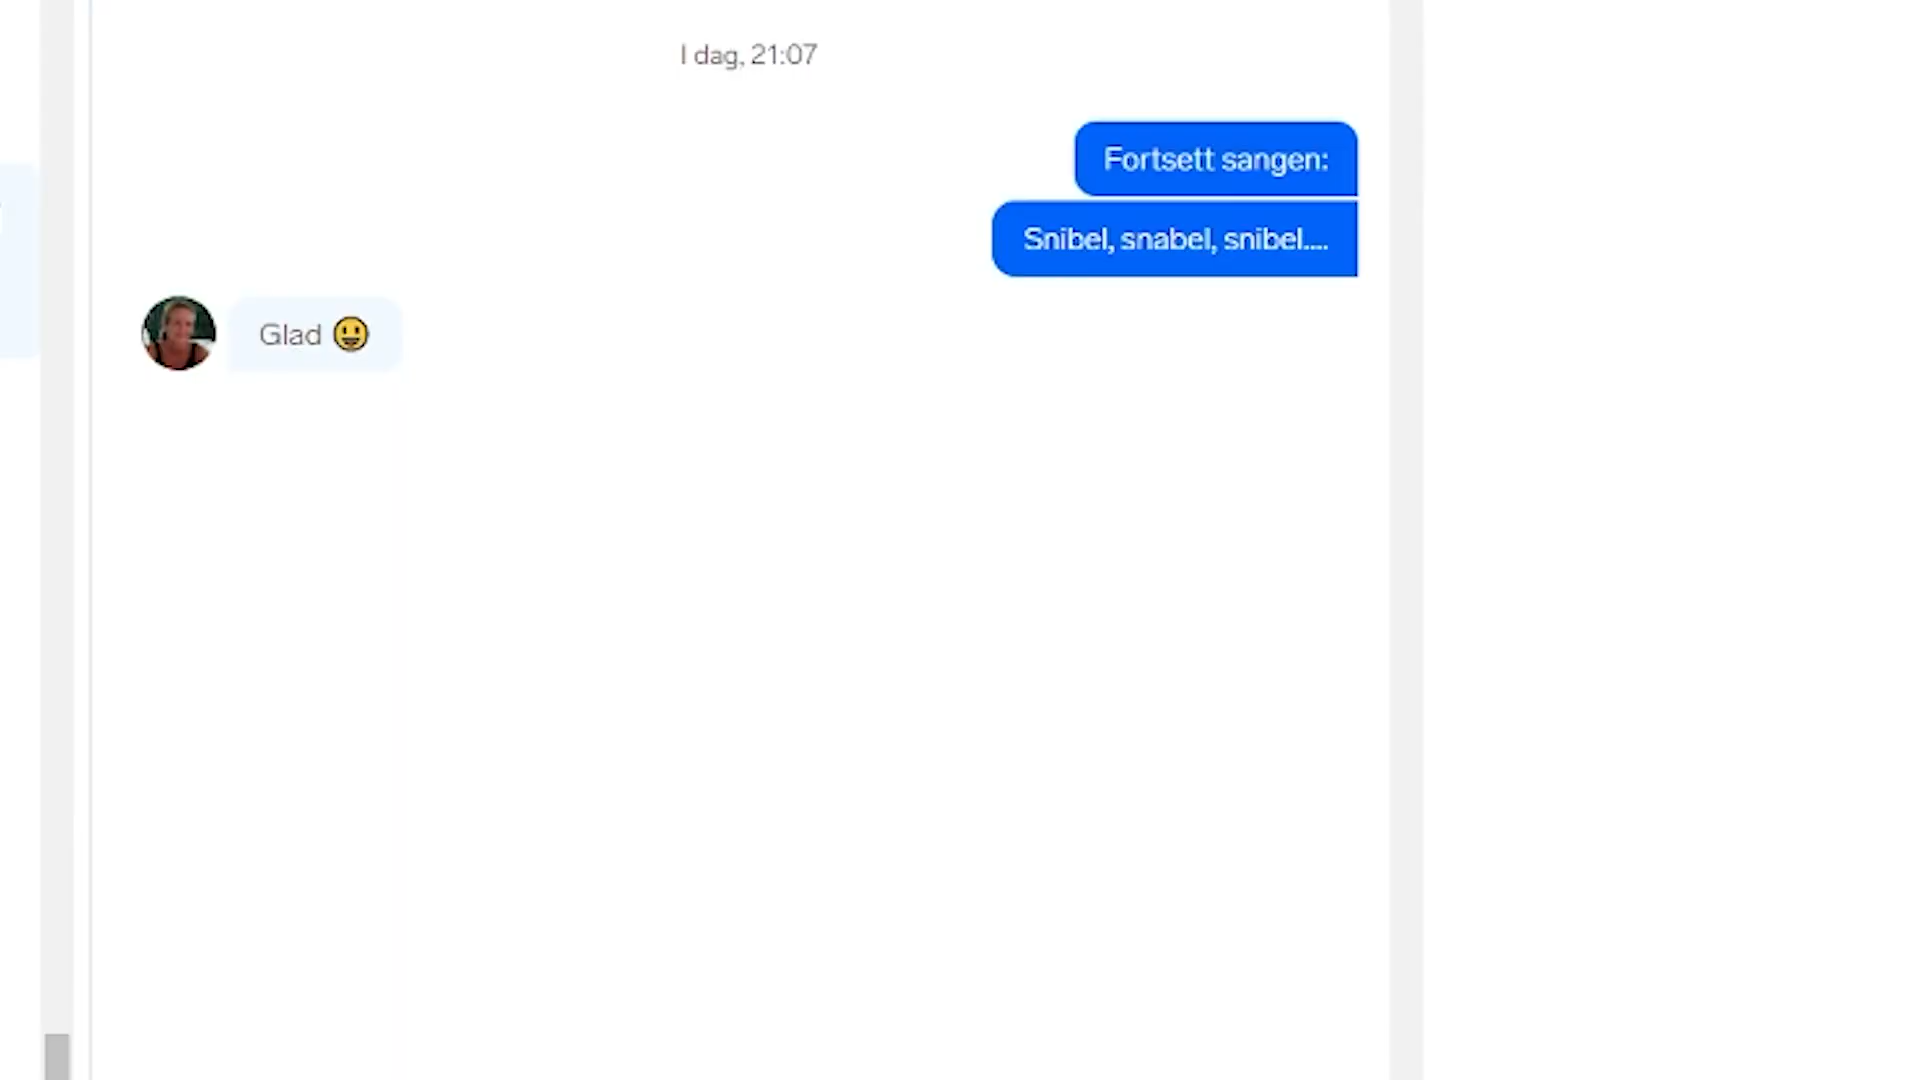 I dag, 21:07
Fortsett sangen:
Snibel, snabel, snibel....
Glad 😃